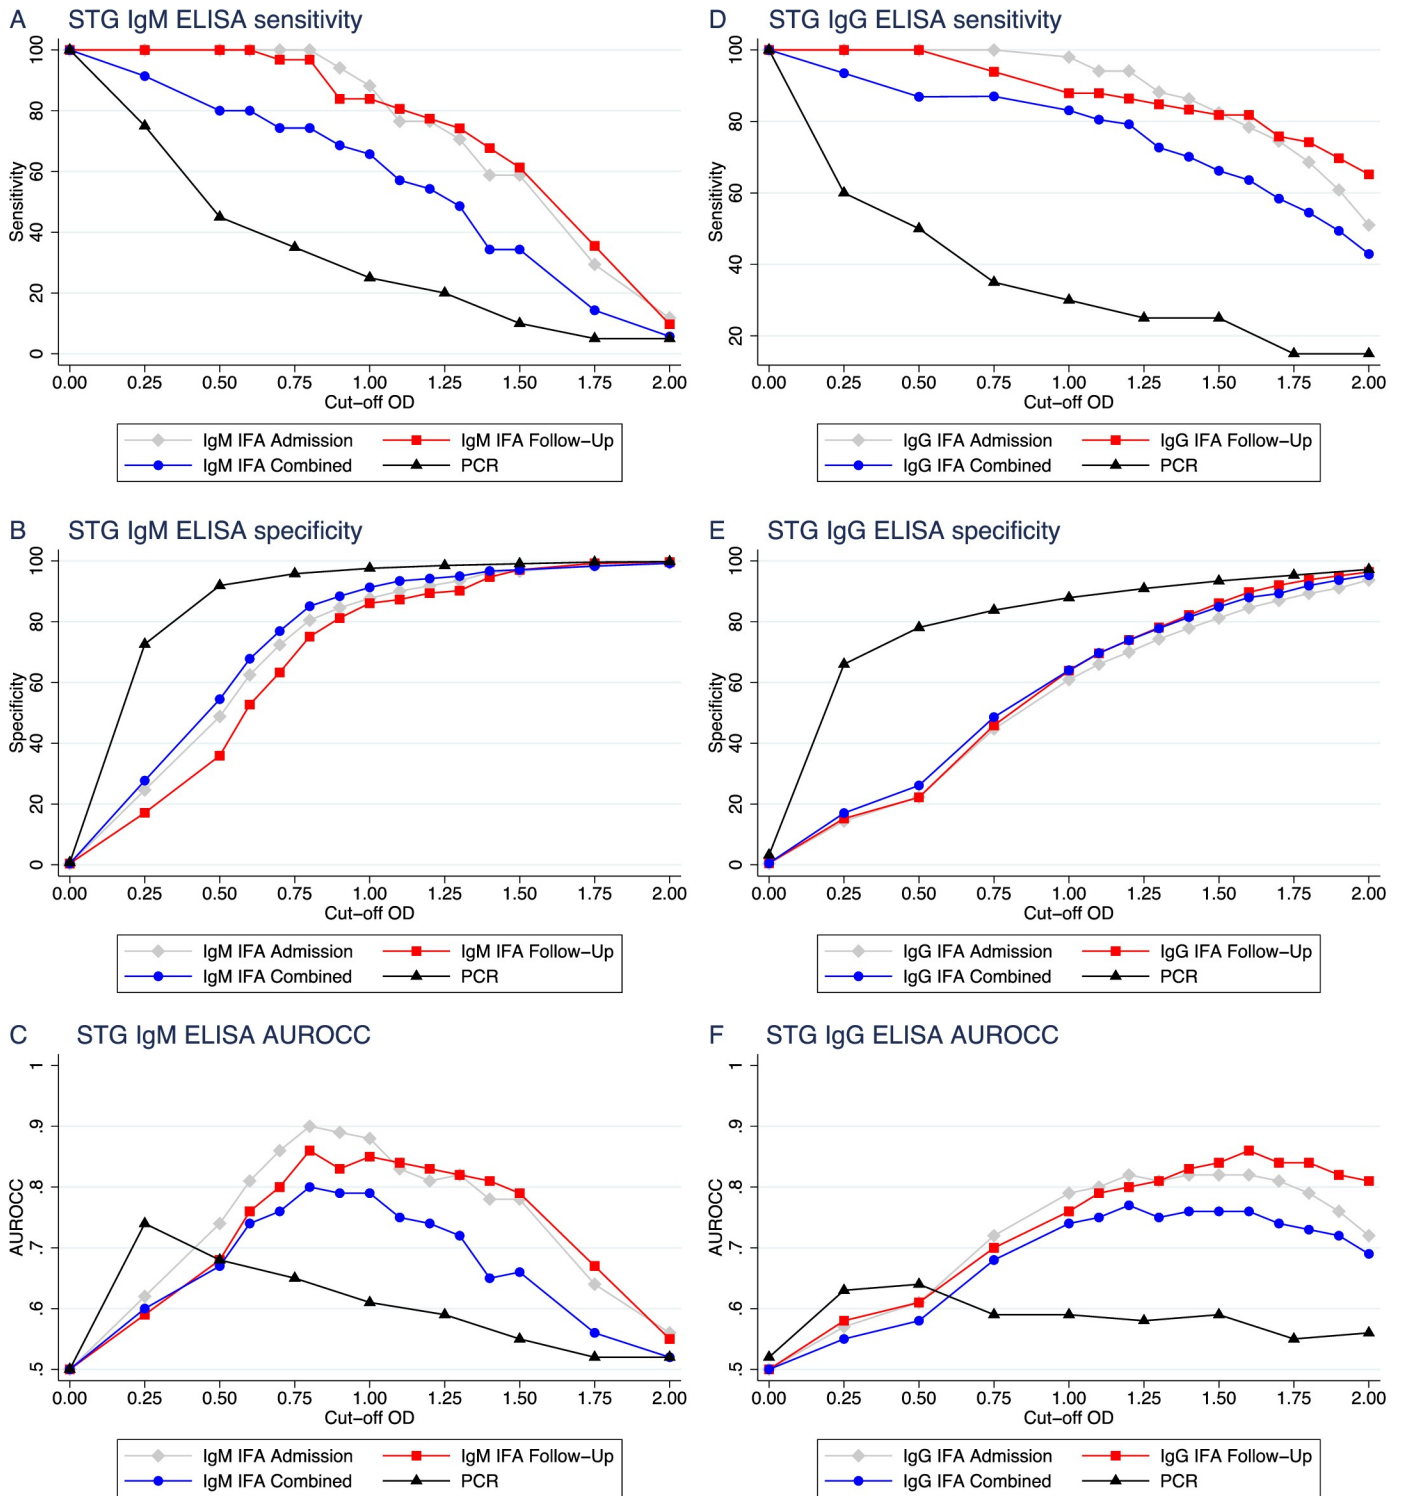 A STG IgM ELISA sensitivity
100
80
60
40
20
0
Sensitivity
0.00 0.25 0.50 0.75 1.00 1.25 1.50 1.75 2.00
Cut-off OD
IgM IFA Admission IgM IFA Follow-Up
IgM IFA Combined PCR
D STG IgG ELISA sensitivity
100
80
60
40
20
Sensitivity
0.00 0.25 0.50 0.75 1.00 1.25 1.50 1.75 2.00
Cut-off OD
IgG IFA Admission IgG IFA Follow-Up
IgG IFA Combined PCR
B STG IgM ELISA specificity
100
80
60
40
20
0
Specificity
0.00 0.25 0.50 0.75 1.00 1.25 1.50 1.75 2.00
Cut-off OD
IgM IFA Admission IgM IFA Follow-Up
IgM IFA Combined PCR
E STG IgG ELISA specificity
100
80
60
40
20
0
Specificity
0.00 0.25 0.50 0.75 1.00 1.25 1.50 1.75 2.00
Cut-off OD
IgG IFA Admission IgG IFA Follow-Up
IgG IFA Combined PCR
C STG IgM ELISA AUROCC
1
.9
.8
.7
.6
.5
AUROCC
0.00 0.25 0.50 0.75 1.00 1.25 1.50 1.75 2.00
Cut-off OD
IgM IFA Admission IgM IFA Follow-Up
IgM IFA Combined PCR
F STG IgG ELISA AUROCC
1
.9
.8
.7
.6
.5
AUROCC
0.00 0.25 0.50 0.75 1.00 1.25 1.50 1.75 2.00
Cut-off OD
IgG IFA Admission IgG IFA Follow-Up
IgG IFA Combined PCR